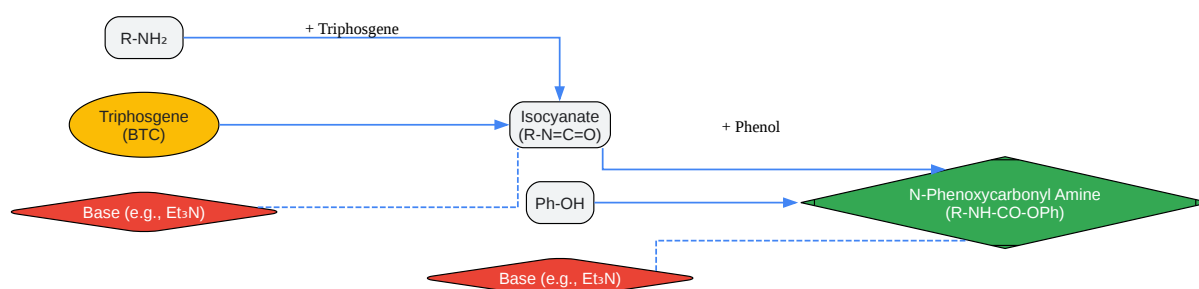 R-NH₂
+ Triphosgene
Triphosgene
(BTC)
Isocyanate
(R-N=C=O)
+ Phenol
Base (e.g., Et₃N)
Ph-OH
N-Phenoxycarbonyl Amine
(R-NH-CO-OPh)
Base (e.g., Et₃N)